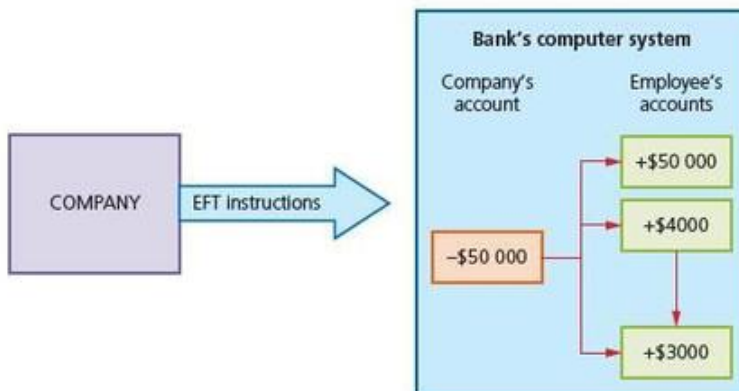 Bank's computer system
Company's
account
Employee's
accounts
COMPANY
EFT instructions
–$50 000
+$50 000
+$4000
+$3000